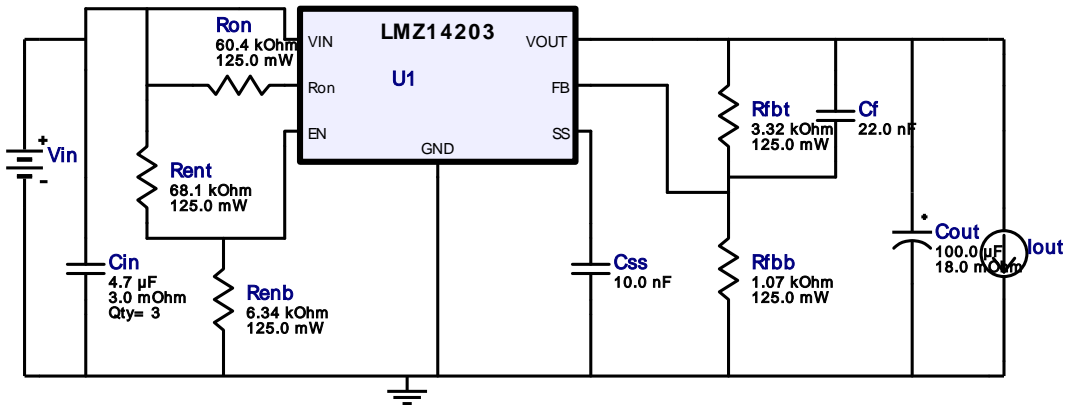 LMZ14203
U1
VIN
Ron
EN
GND
VOUT
FB
SS
Ron
60.4 kOhm
125.0 mW
+
Vin
-
Rent
68.1 kOhm
125.0 mW
Cin
4.7 µF
3.0 mOhm
Qty= 3
Renb
6.34 kOhm
125.0 mW
Css
10.0 nF
Rfbt
3.32 kOhm
125.0 mW
Cf
22.0 nF
Rfbb
1.07 kOhm
125.0 mW
+
Cout
100.0 µF
18.0 mOhm
Iout